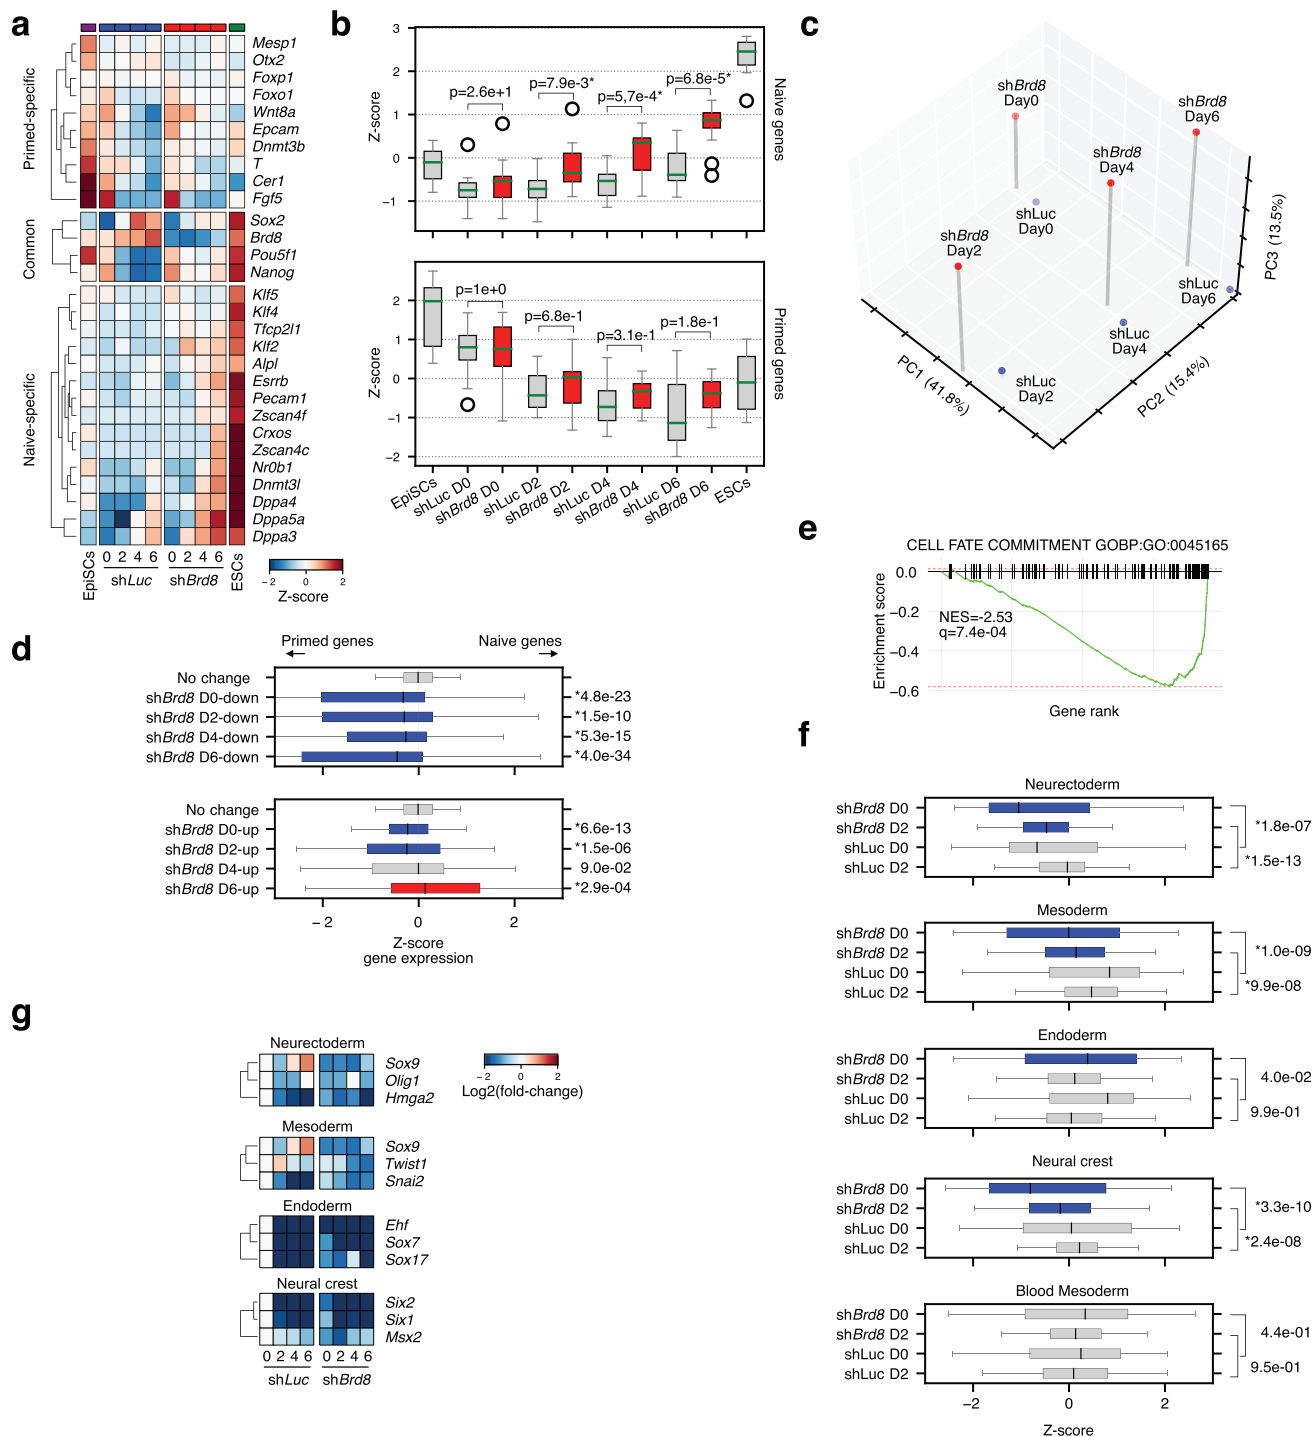 a
Primed-specific
Mesp1
Otx2
Foxp1
Foxo1
Wnt8a
Epcam
Dnmt3b
T
Cer1
Fgf5
Common
Sox2
Brd8
Pou5f1
Nanog
Naive-specific
Klf5
Klf4
Tfcp2l1
Klf2
Alpl
Esrrb
Pecam1
Zscan4f
Crxos
Zscan4c
Nr0b1
Dnmt3l
Dppa4
Dppa5a
Dppa3
EpiSCs
0 2 4 6
0 2 4 6
ESCs
shLuc
shBrd8
−2 0 2
Z-score
b
3
2
1
0
−1
Z-score
p=2.6e+1
p=7.9e-3*
p=5,7e-4*
p=6.8e-5*
Naive genes
2
1
0
−1
−2
Z-score
p=1e+0
p=6.8e-1
p=3.1e-1
p=1.8e-1
Primed genes
EpiSCs
shLuc D0
shBrd8 D0
shLuc D2
shBrd8 D2
shLuc D4
shBrd8 D4
shLuc D6
shBrd8 D6
ESCs
c
shBrd8
Day0
shBrd8
Day6
shBrd8
Day4
shLuc
Day0
shBrd8
Day2
shLuc
Day6
shLuc
Day4
shLuc
Day2
PC1 (41.8%)
PC2 (15.4%)
PC3 (13.5%)
d
Primed genes
Naive genes
No change
shBrd8 D0-down *4.8e-23
shBrd8 D2-down *1.5e-10
shBrd8 D4-down *5.3e-15
shBrd8 D6-down *4.0e-34
No change
shBrd8 D0-up *6.6e-13
shBrd8 D2-up *1.5e-06
shBrd8 D4-up 9.0e-02
shBrd8 D6-up *2.9e-04
−2 0 2
Z-score
gene expression
e
CELL FATE COMMITMENT GOBP:GO:0045165
0.0
−0.2
−0.4
−0.6
Enrichment score
NES=-2.53
q=7.4e-04
Gene rank
f
Neurectoderm
shBrd8 D0
shBrd8 D2
shLuc D0
shLuc D2
*1.8e-07
*1.5e-13
Mesoderm
shBrd8 D0
shBrd8 D2
shLuc D0
shLuc D2
*1.0e-09
*9.9e-08
Endoderm
shBrd8 D0
shBrd8 D2
shLuc D0
shLuc D2
4.0e-02
9.9e-01
Neural crest
shBrd8 D0
shBrd8 D2
shLuc D0
shLuc D2
*3.3e-10
*2.4e-08
Blood Mesoderm
shBrd8 D0
shBrd8 D2
shLuc D0
shLuc D2
4.4e-01
9.5e-01
−2 0 2
Z-score
g
Neurectoderm
Sox9
Olig1
Hmga2
−2 0 2
Log2(fold-change)
Mesoderm
Sox9
Twist1
Snai2
Endoderm
Ehf
Sox7
Sox17
Neural crest
Six2
Six1
Msx2
0 2 4 6
0 2 4 6
shLuc
shBrd8